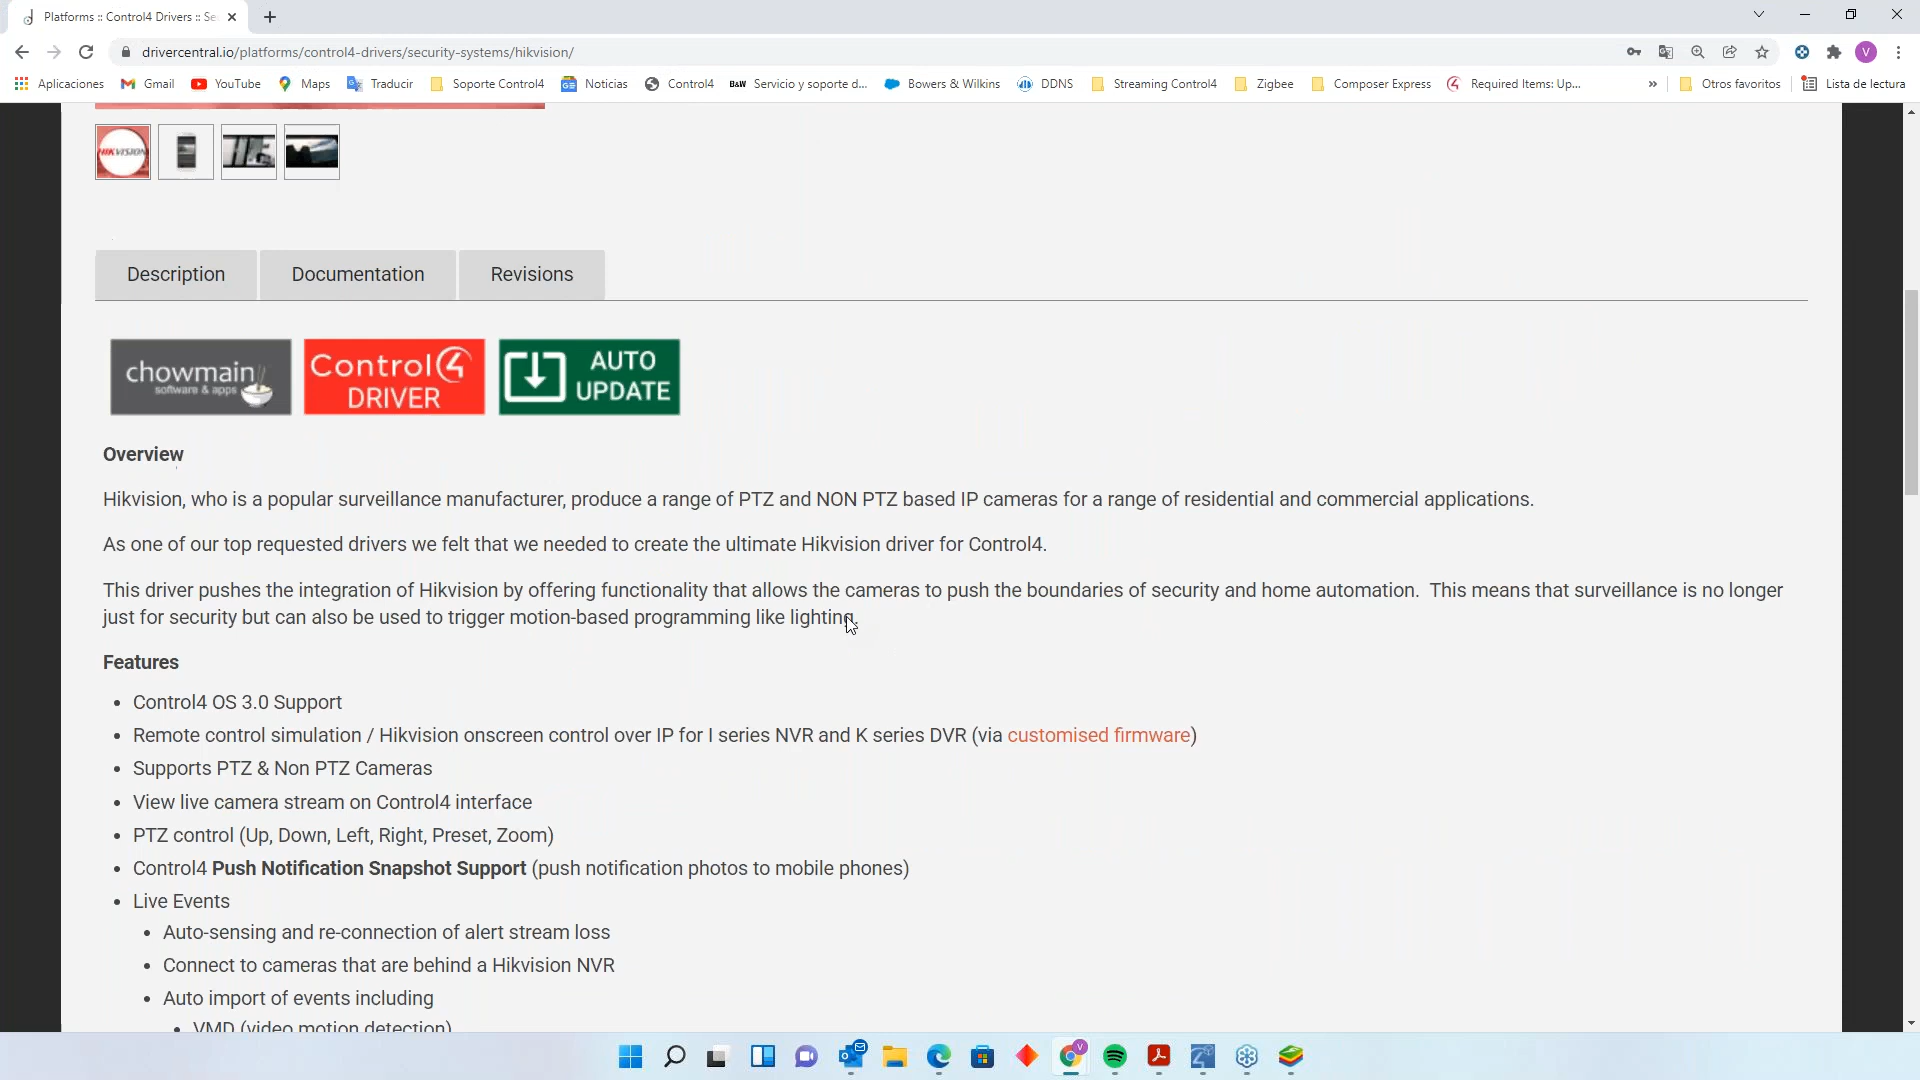 Platforms :: Control4 Drivers :: Se
drivercentral.io/platforms/control4-drivers/security-systems/hikvision/
V
Aplicaciones
Gmail
YouTube
Maps
Traducir
Soporte Control4
Noticias
Control4
B&W Servicio y soporte d...
Bowers & Wilkins
DDNS
Streaming Control4
Zigbee
Composer Express
Required Items: Up...
»
Otros favoritos
Lista de lectura
HIKVISION
Description
Documentation
Revisions
chowmain
software & apps
Control4
DRIVER
AUTO
UPDATE
Overview
Hikvision, who is a popular surveillance manufacturer, produce a range of PTZ and NON PTZ based IP cameras for a range of residential and commercial applications.
As one of our top requested drivers we felt that we needed to create the ultimate Hikvision driver for Control4.
This driver pushes the integration of Hikvision by offering functionality that allows the cameras to push the boundaries of security and home automation. This means that surveillance is no longer
just for security but can also be used to trigger motion-based programming like lighting.
Features
• Control4 OS 3.0 Support
• Remote control simulation / Hikvision onscreen control over IP for I series NVR and K series DVR (via customised firmware)
• Supports PTZ & Non PTZ Cameras
• View live camera stream on Control4 interface
• PTZ control (Up, Down, Left, Right, Preset, Zoom)
• Control4 Push Notification Snapshot Support (push notification photos to mobile phones)
• Live Events
• Auto-sensing and re-connection of alert stream loss
• Connect to cameras that are behind a Hikvision NVR
• Auto import of events including
• VMD (video motion detection)